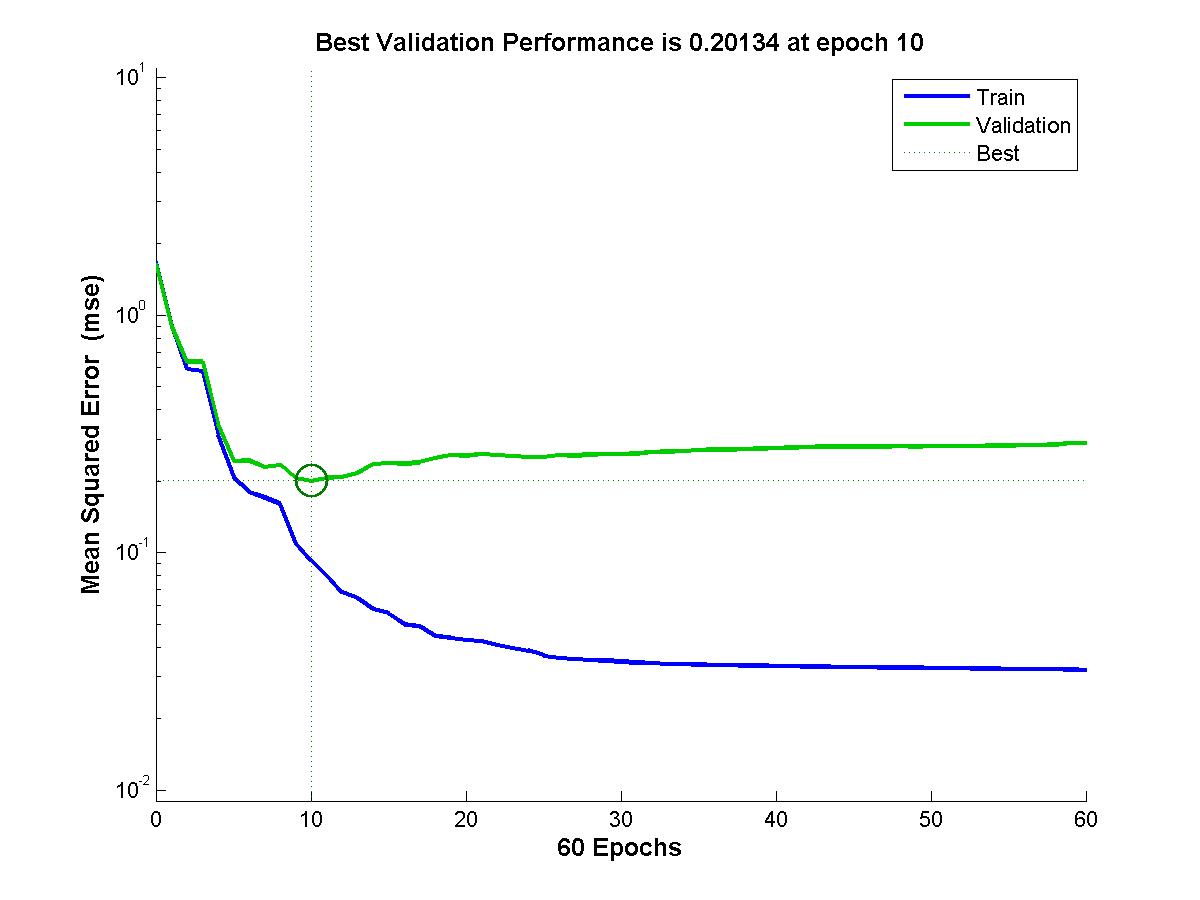 Best Validation Performance is 0.20134 at epoch 10
Train
Validation
Best
Mean Squared Error (mse)
10^1
10^0
10^-1
10^-2
0 10 20 30 40 50 60
60 Epochs